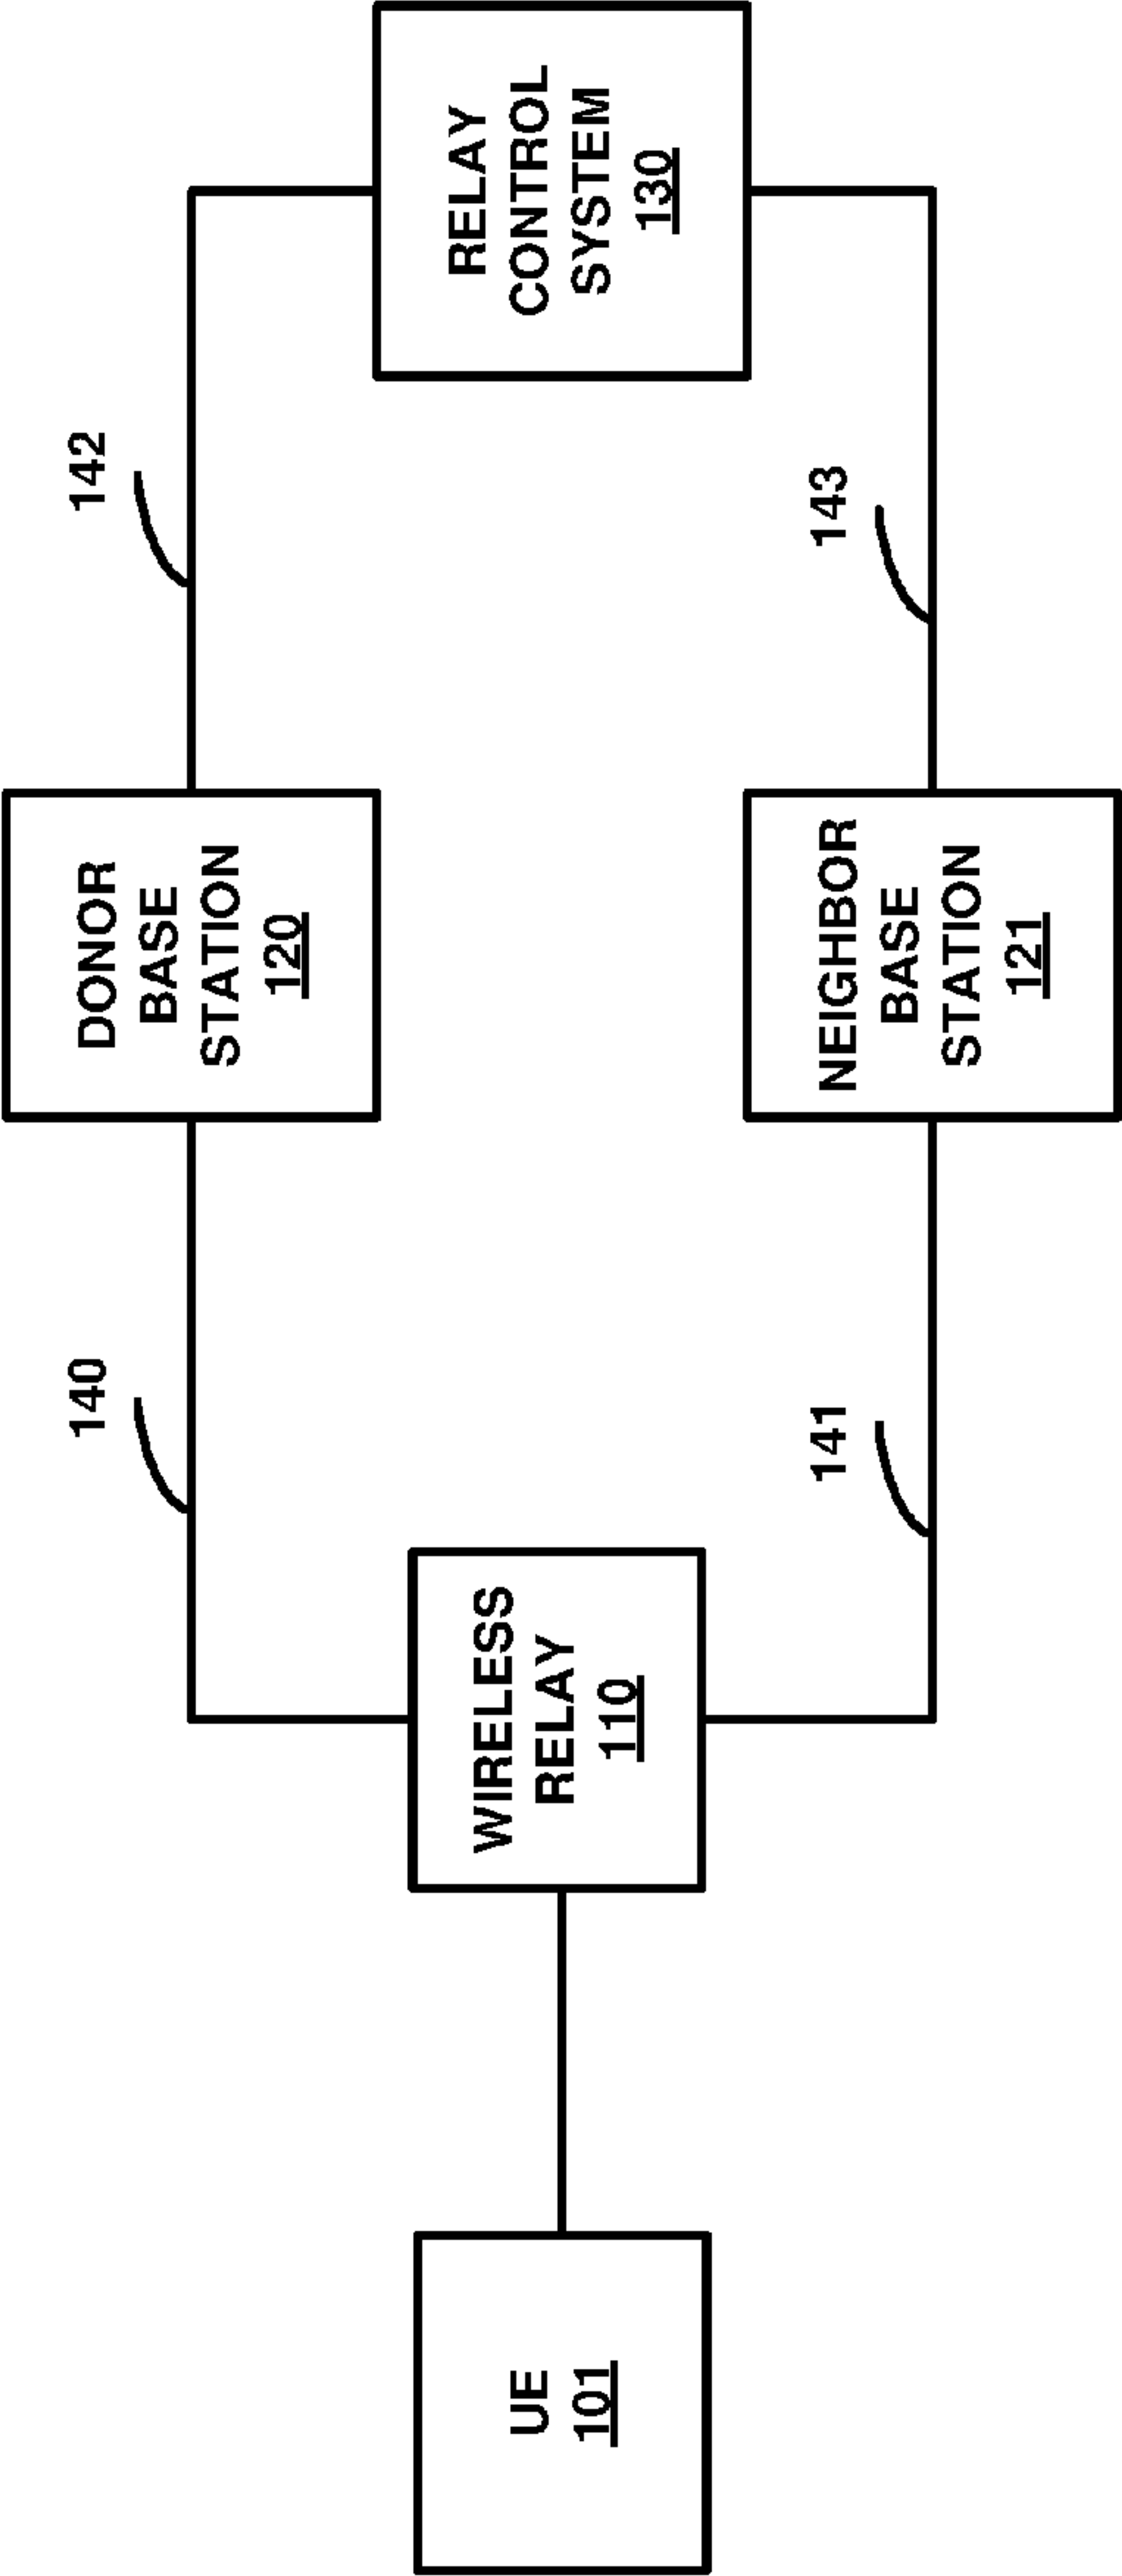 140
142
DONOR
BASE
STATION
120
UE
101
WIRELESS
RELAY
110
RELAY
CONTROL
SYSTEM
130
141
143
NEIGHBOR
BASE
STATION
121